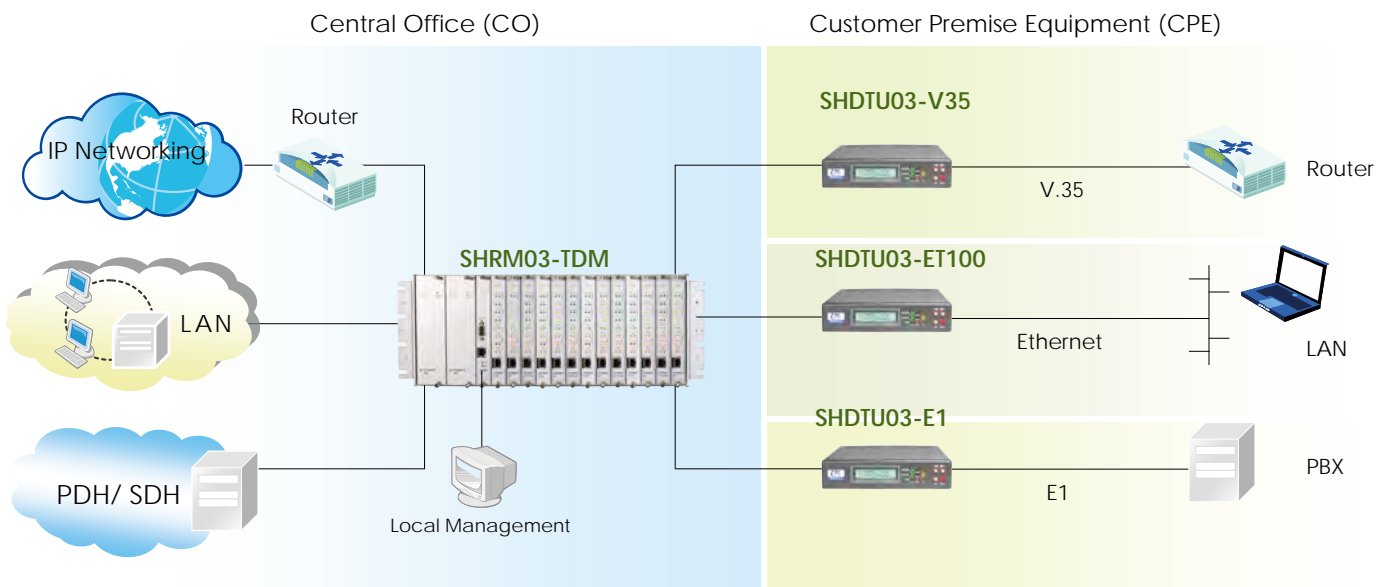 Central Office (CO)
Customer Premise Equipment (CPE)
IP Networking
Router
SHDTU03-V35
V.35
Router
LAN
SHRM03-TDM
SHDTU03-ET100
Ethernet
LAN
PDH/ SDH
Local Management
SHDTU03-E1
E1
PBX